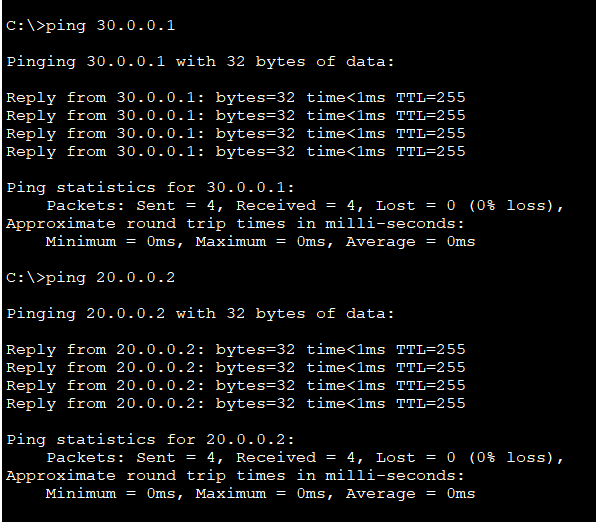 C:\>ping 30.0.0.1
Pinging 30.0.0.1 with 32 bytes of data:
Reply from 30.0.0.1: bytes=32 time<1ms TTL=255
Reply from 30.0.0.1: bytes=32 time<1ms TTL=255
Reply from 30.0.0.1: bytes=32 time<1ms TTL=255
Reply from 30.0.0.1: bytes=32 time<1ms TTL=255
Ping statistics for 30.0.0.1:
    Packets: Sent = 4, Received = 4, Lost = 0 (0% loss),
Approximate round trip times in milli-seconds:
    Minimum = 0ms, Maximum = 0ms, Average = 0ms
C:\>ping 20.0.0.2
Pinging 20.0.0.2 with 32 bytes of data:
Reply from 20.0.0.2: bytes=32 time<1ms TTL=255
Reply from 20.0.0.2: bytes=32 time<1ms TTL=255
Reply from 20.0.0.2: bytes=32 time<1ms TTL=255
Reply from 20.0.0.2: bytes=32 time<1ms TTL=255
Ping statistics for 20.0.0.2:
    Packets: Sent = 4, Received = 4, Lost = 0 (0% loss),
Approximate round trip times in milli-seconds:
    Minimum = 0ms, Maximum = 0ms, Average = 0ms